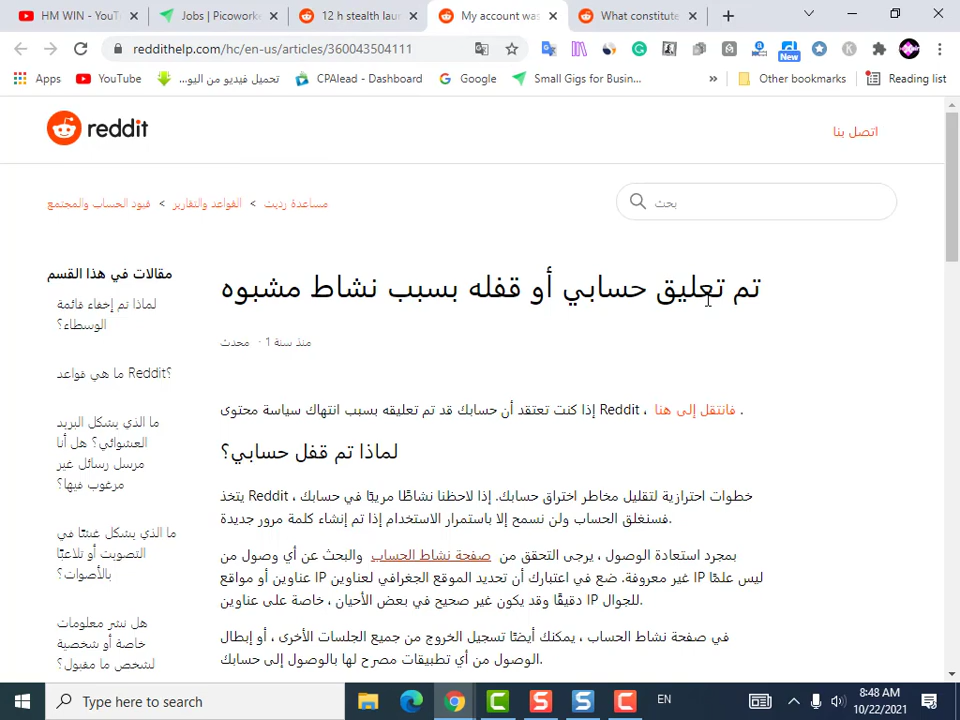 HM WIN - YouT
Jobs | Picowork
12 h stealth lau
My account was
What constitute
reddithelp.com/hc/en-us/articles/360043504111
New
Apps
YouTube
تحميل فيديو من اليو...
CPAlead - Dashboard
Google
Small Gigs for Busin...
»
Other bookmarks
Reading list
reddit
اتصل بنا
مساعدة رديت > القواعد والتقارير > قيود الحساب والمجتمع
بحث
مقالات في هذا القسم
لماذا تم إخفاء قائمة
الوسطاء؟
؟Reddit ما هي قواعد
ما الذي يشكل البريد
العشوائي؟ هل أنا
مرسل رسائل غير
مرغوب فيها؟
ما الذي يشكل غشًا في
التصويت أو تلاعبًا
بالأصوات؟
هل نشر معلومات
خاصة أو شخصية
لشخص ما مقبول؟
تم تعليق حسابي أو قفله بسبب نشاط مشبوه
منذ سنة 1 · محدث
إذا كنت تعتقد أن حسابك قد تم تعليقه بسبب انتهاك سياسة محتوى Reddit ، فانتقل إلى هنا .
لماذا تم قفل حسابي؟
يتخذ Reddit ، خطوات احترازية لتقليل مخاطر اختراق حسابك. إذا لاحظنا نشاطًا مريبًا في حسابك
فسنغلق الحساب ولن نسمح إلا باستمرار الاستخدام إذا تم إنشاء كلمة مرور جديدة.
بمجرد استعادة الوصول ، يرجى التحقق من صفحة نشاط الحساب والبحث عن أي وصول من
عناوين أو مواقع IP غير معروفة. ضع في اعتبارك أن تحديد الموقع الجغرافي لعناوين IP ليس علمًا
دقيقًا وقد يكون غير صحيح في بعض الأحيان ، خاصة على عناوين IP للجوال.
في صفحة نشاط الحساب ، يمكنك أيضًا تسجيل الخروج من جميع الجلسات الأخرى ، أو إبطال
الوصول من أي تطبيقات مصرح لها بالوصول إلى حسابك.
Type here to search
EN
8:48 AM
10/22/2021